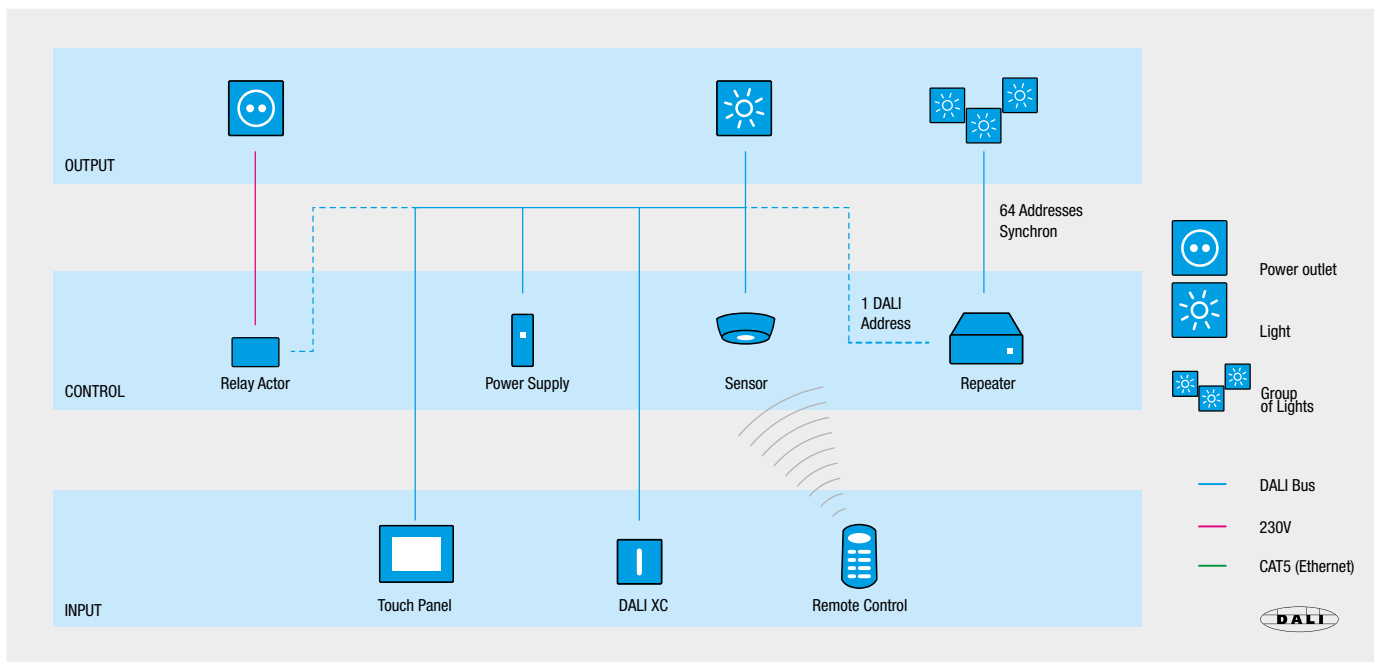 OUTPUT
64 Addresses
Synchron
1 DALI
Address
Relay Actor
Power Supply
Sensor
Repeater
CONTROL
Touch Panel
DALI XC
Remote Control
INPUT
Power outlet
Light
Group
of Lights
DALI Bus
230V
CAT5 (Ethernet)
DALI